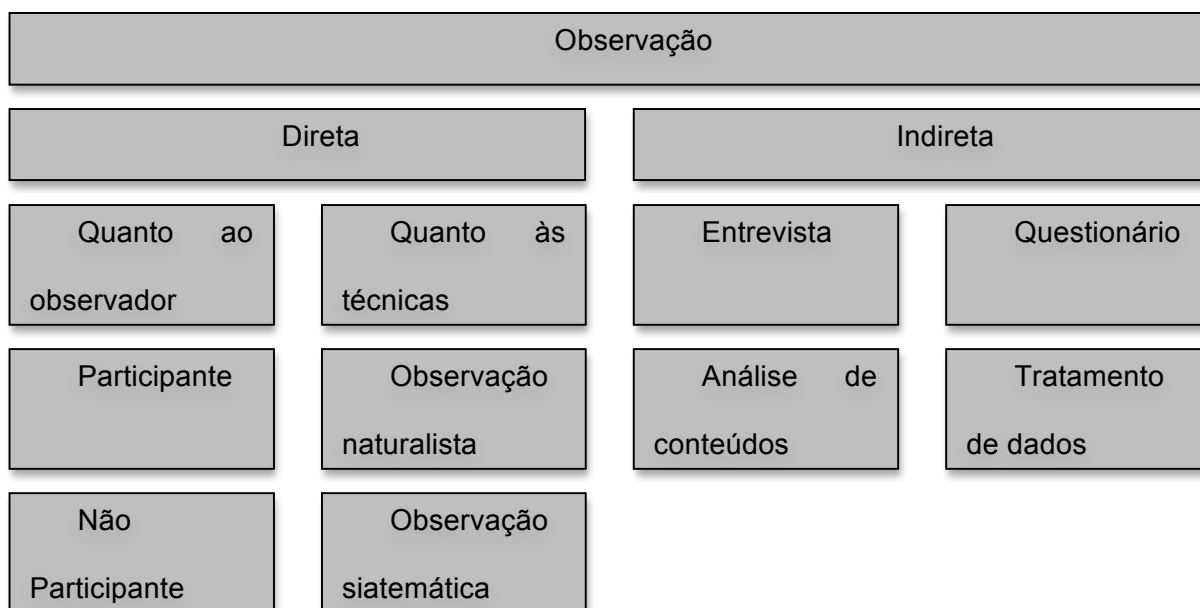 Observação
Direta
Indireta
Quanto ao
observador
Quanto às
técnicas
Entrevista
Questionário
Participante
Observação
naturalista
Análise de
conteúdos
Tratamento
de dados
Não
Participante
Observação
siatemática